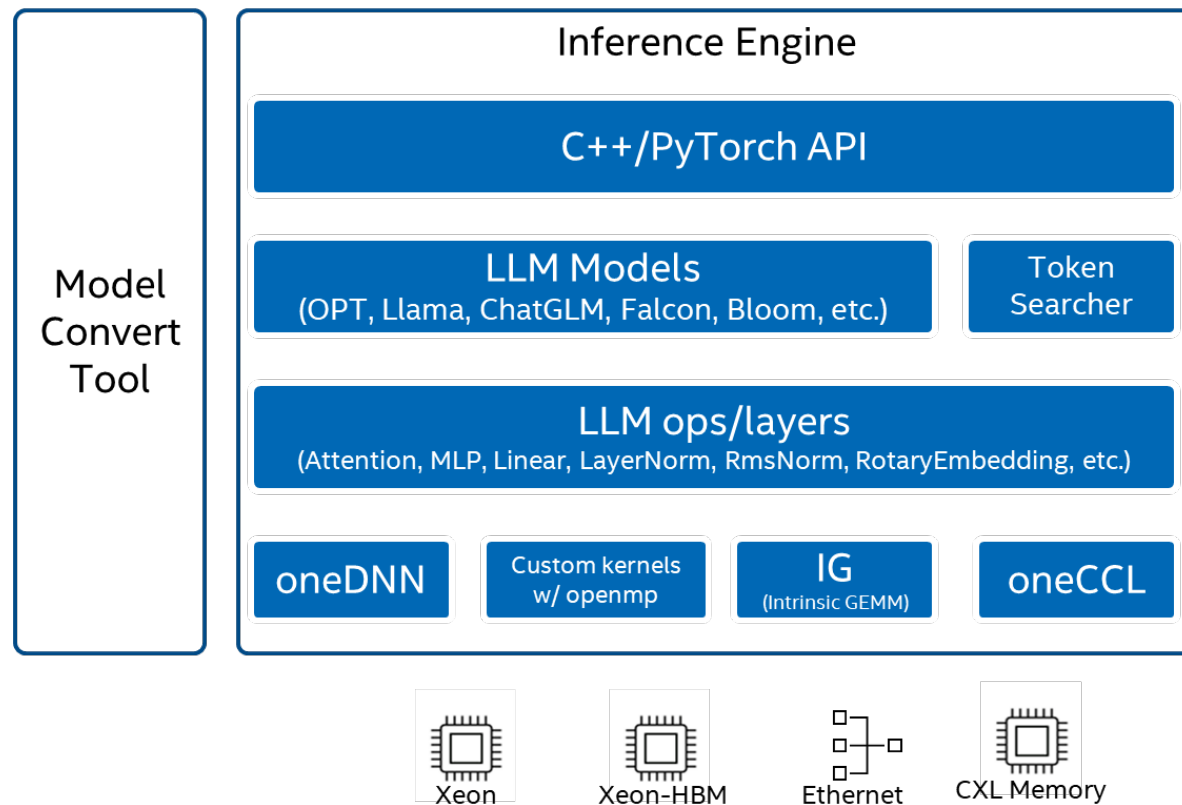 Inference Engine
C++/PyTorch API
Model
Convert
Tool
LLM Models
(OPT, Llama, ChatGLM, Falcon, Bloom, etc.)
Token
Searcher
LLM ops/layers
(Attention, MLP, Linear, LayerNorm, RmsNorm, RotaryEmbedding, etc.)
oneDNN
Custom kernels
w/ openmp
IG
(Intrinsic GEMM)
oneCCL
Xeon
Xeon-HBM
Ethernet
CXL Memory